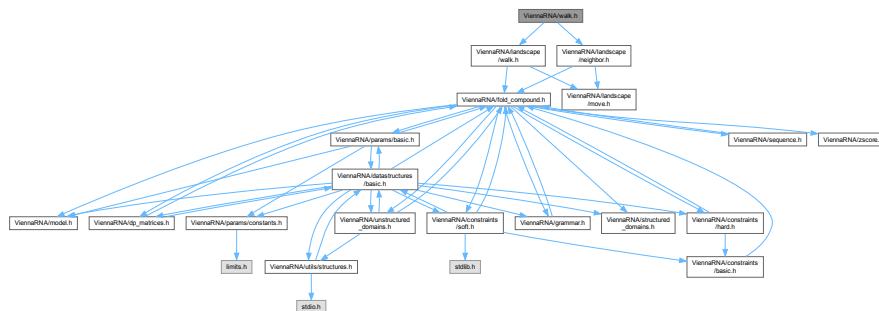 ViennaRNA/walk.h
ViennaRNA/landscape
/walk.h
ViennaRNA/landscape
/neighbor.h
ViennaRNA/fold_compound.h
ViennaRNA/landscape
/move.h
ViennaRNA/params/basic.h
ViennaRNA/sequence.h
ViennaRNA/zscore.
ViennaRNA/datastructures
/basic.h
ViennaRNA/model.h
ViennaRNA/dp_matrices.h
ViennaRNA/params/constants.h
ViennaRNA/unstructured
_domains.h
ViennaRNA/constraints
/soft.h
ViennaRNA/grammar.h
ViennaRNA/structured
_domains.h
ViennaRNA/constraints
/hard.h
limits.h
ViennaRNA/utils/structures.h
stdlib.h
ViennaRNA/constraints
/basic.h
stdio.h